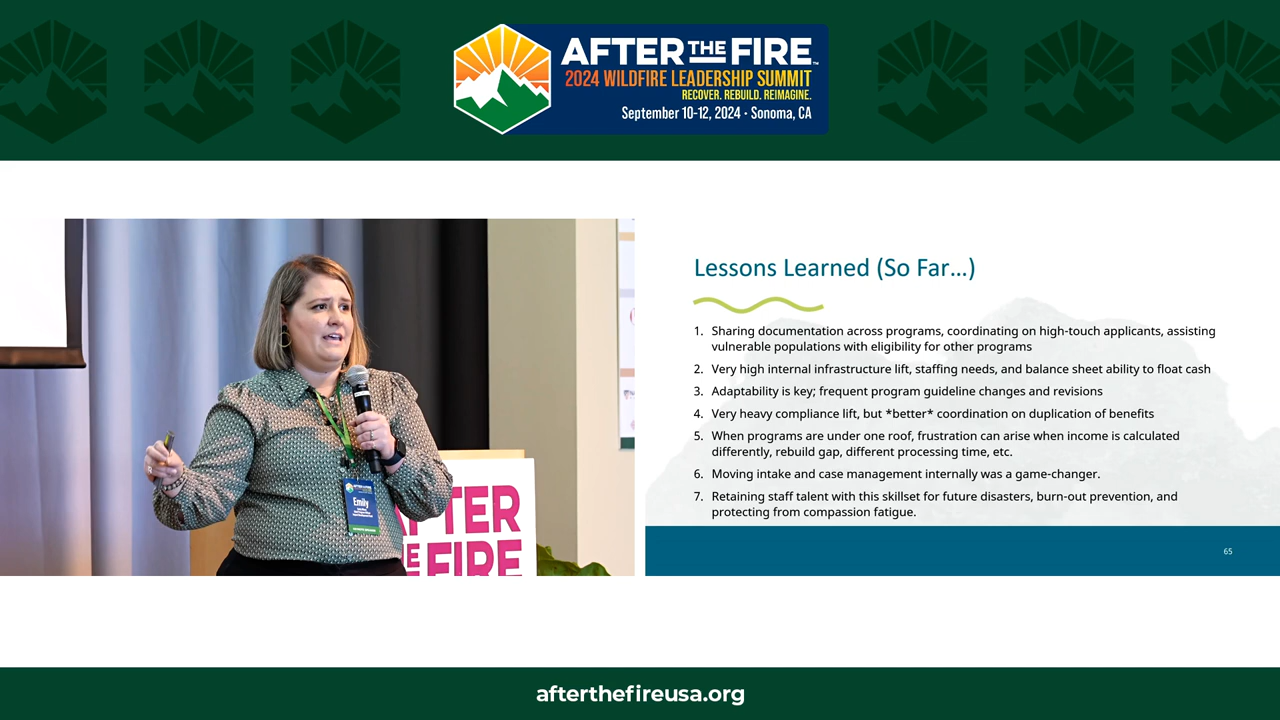 AFTER THE FIRE™
2024 WILDFIRE LEADERSHIP SUMMIT
RECOVER. REBUILD. REIMAGINE.
September 10-12, 2024 · Sonoma, CA
Emily
AFTER
THE FIRE
Lessons Learned (So Far...)
1. Sharing documentation across programs, coordinating on high-touch applicants, assisting
vulnerable populations with eligibility for other programs
2. Very high internal infrastructure lift, staffing needs, and balance sheet ability to float cash
3. Adaptability is key; frequent program guideline changes and revisions
4. Very heavy compliance lift, but *better* coordination on duplication of benefits
5. When programs are under one roof, frustration can arise when income is calculated
differently, rebuild gap, different processing time, etc.
6. Moving intake and case management internally was a game-changer.
7. Retaining staff talent with this skillset for future disasters, burn-out prevention, and
protecting from compassion fatigue.
65
afterthefireusa.org